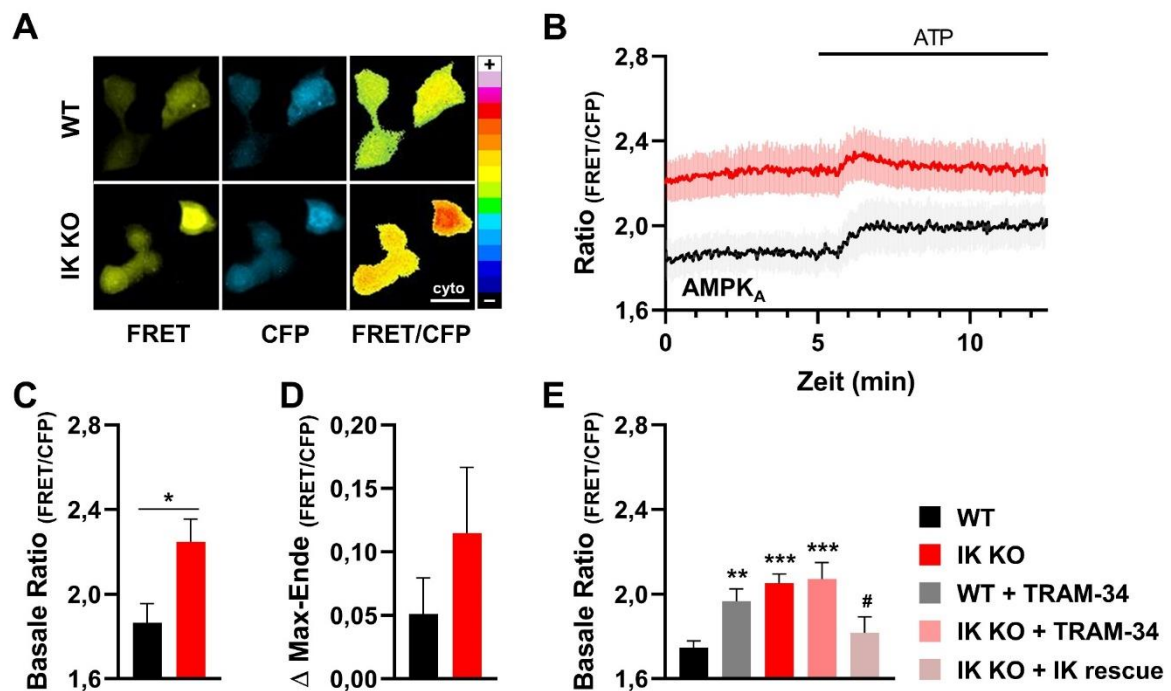 A
WT
IK KO
+
−
cyto
FRET
CFP
FRET/CFP
B
ATP
Ratio (FRET/CFP)
2,8
2,4
2,0
1,6
AMPKA
0
5
10
Zeit (min)
C
Basale Ratio (FRET/CFP)
2,8
2,4
2,0
1,6
*
D
Δ Max-Ende (FRET/CFP)
0,20
0,15
0,10
0,05
0,00
E
Basale Ratio (FRET/CFP)
2,8
2,4
2,0
1,6
**
***
***
#
WT
IK KO
WT + TRAM-34
IK KO + TRAM-34
IK KO + IK rescue